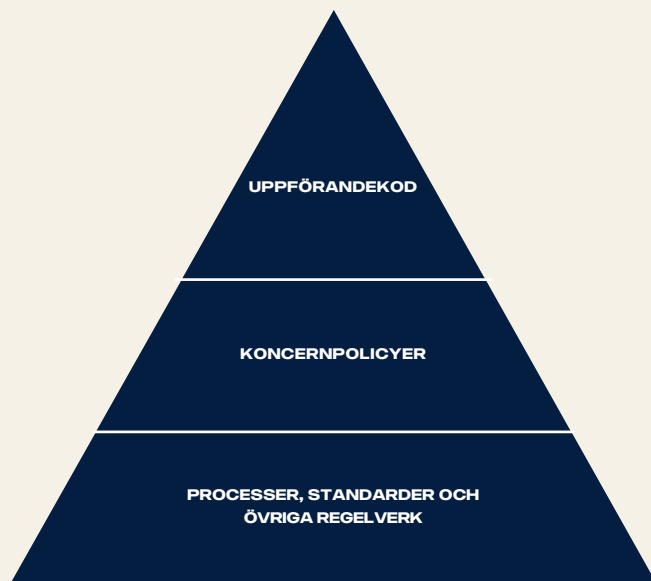 UPPFÖRANDEKOD
KONCERNPOLICYER
PROCESSER, STANDARDER OCH
ÖVRIGA REGELVERK